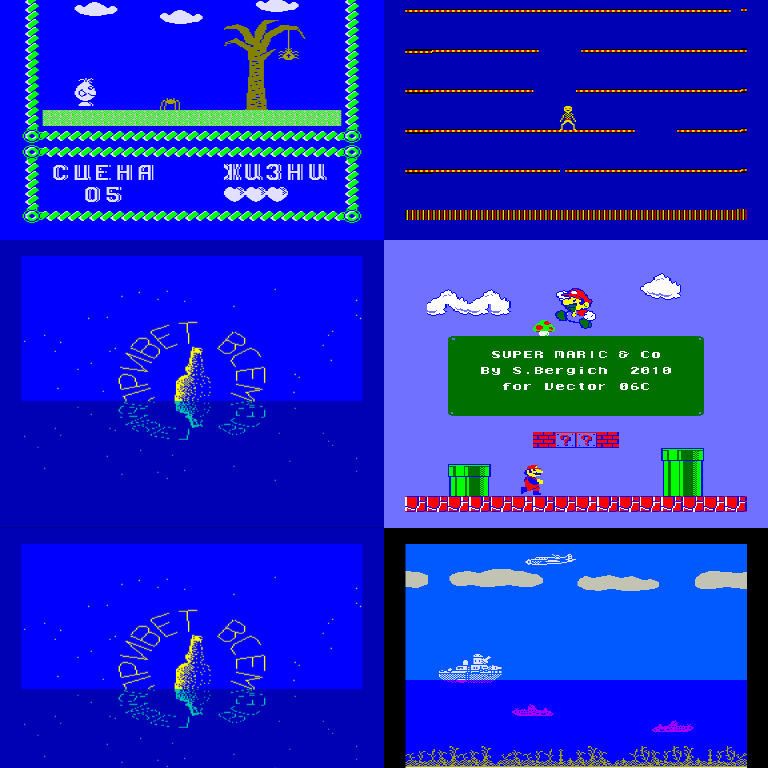 СЦЕНА ЖИЗНИ
05
ПРИВЕТ ВСЕМ
SUPER MARIC & Co
By S.Bergich 2010
for Vector 06C
? ?
ПРИВЕТ ВСЕМ